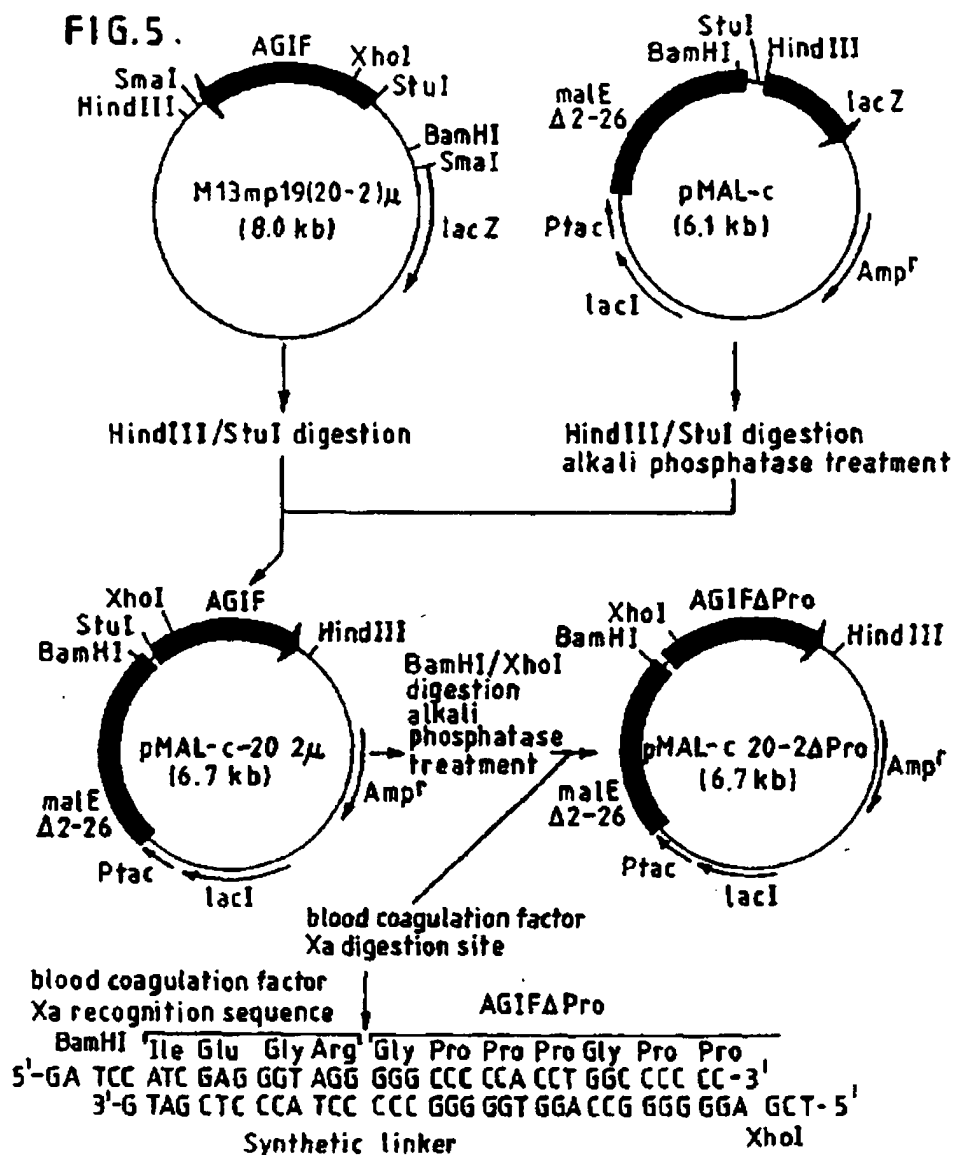 FIG.5.
AGIF
XhoI
StuI
SmaI
HindIII
BamHI
SmaI
M13mp19(20-2)μ
(8.0 kb)
lacZ
StuI
BamHI
HindIII
malE
Δ2-26
lacZ
pMAL-c
(6.1 kb)
Ptac
Ampr
lacI
HindIII/StuI digestion
HindIII/StuI digestion
alkali phosphatase treatment
XhoI
AGIF
StuI
BamHI
HindIII
pMAL-c-20 2μ
(6.7 kb)
malE
Δ2-26
Ampr
Ptac
lacI
BamHI/XhoI
digestion
alkali
phosphatase
treatment
AGIFΔPro
XhoI
BamHI
HindIII
pMAL-c 20-2ΔPro
(6.7 kb)
malE
Δ2-26
Ampr
Ptac
lacI
blood coagulation factor
Xa digestion site
blood coagulation factor
Xa recognition sequence
AGIFΔPro
BamHI Ile Glu Gly Arg Gly Pro Pro Pro Gly Pro Pro
5'-GA TCC ATC GAG GGT AGG GGG CCC CCA CCT GGC CCC CC-3'
3'-G TAG CTC CCA TCC CCC GGG GGT GGA CCG GGG GGA GCT-5'
Synthetic linker
XhoI